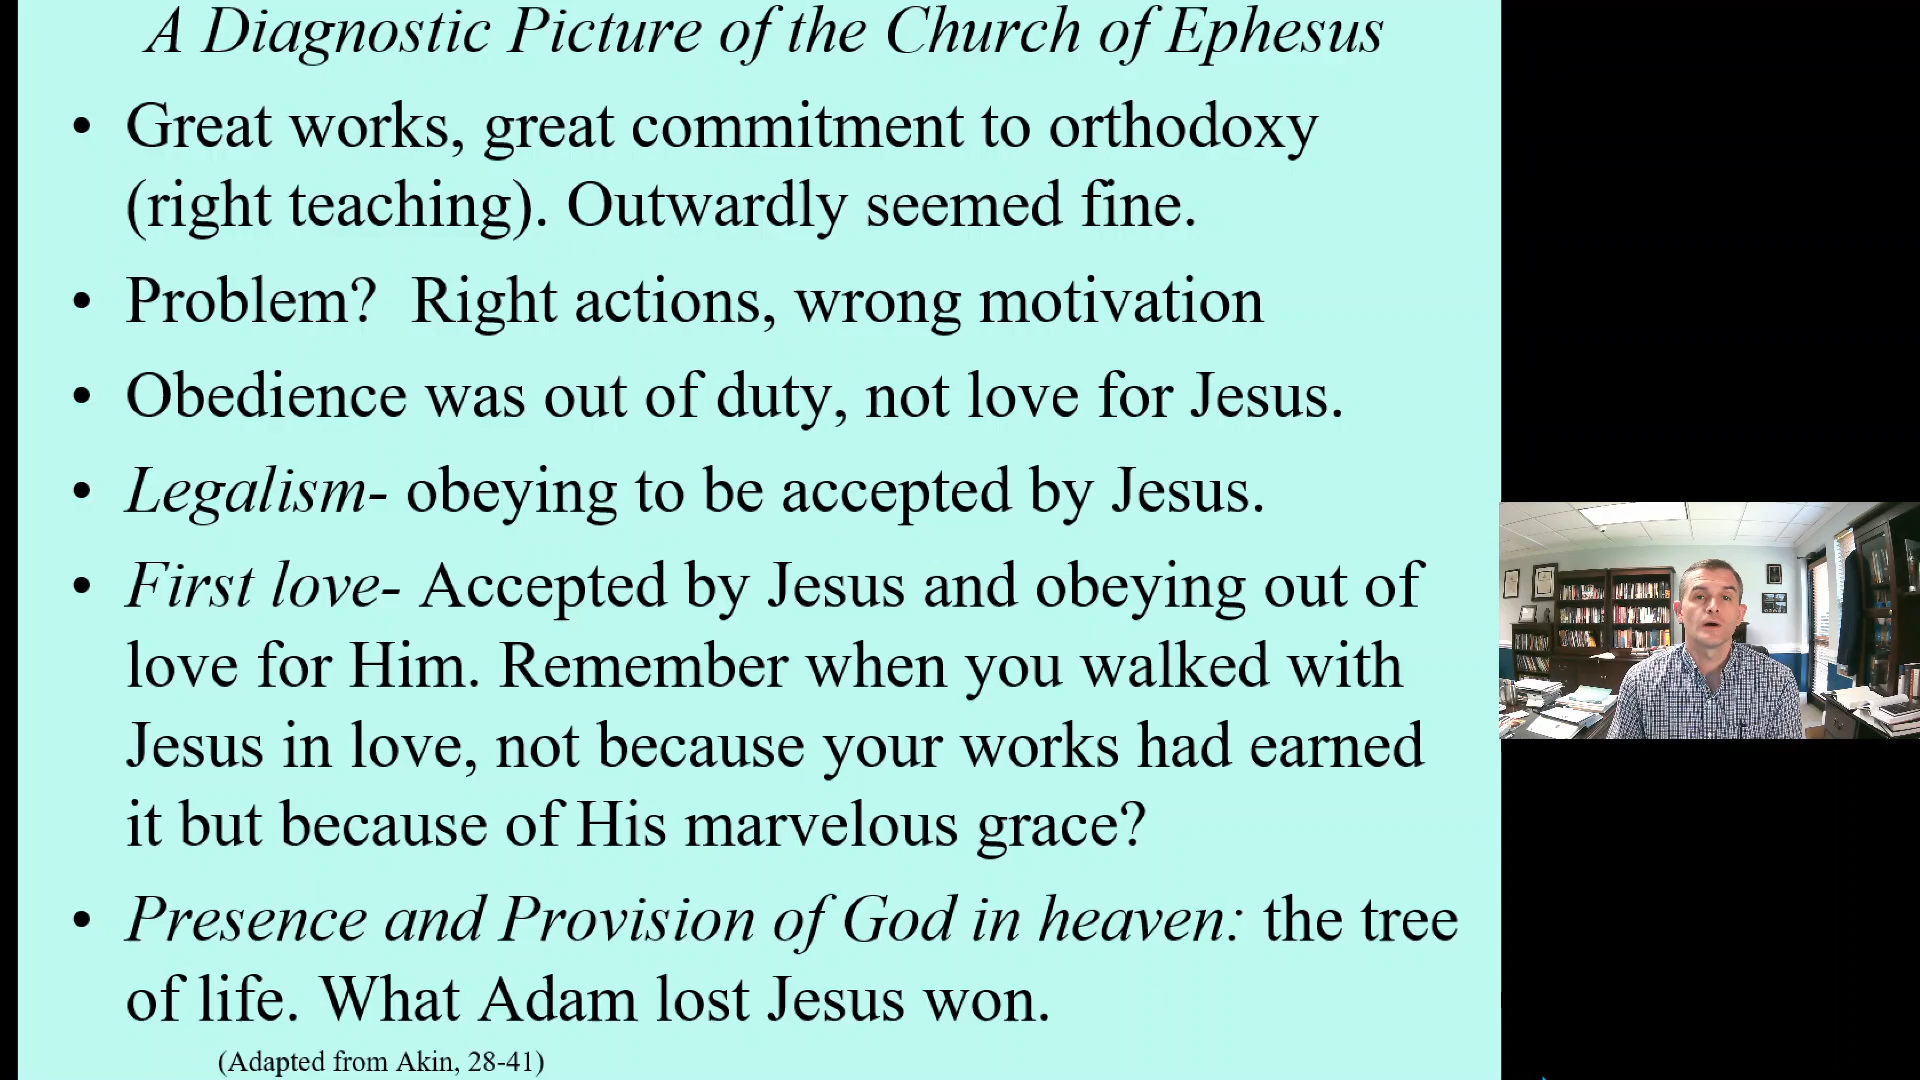 A Diagnostic Picture of the Church of Ephesus
• Great works, great commitment to orthodoxy
(right teaching). Outwardly seemed fine.
• Problem?  Right actions, wrong motivation
• Obedience was out of duty, not love for Jesus.
• Legalism- obeying to be accepted by Jesus.
• First love- Accepted by Jesus and obeying out of
love for Him. Remember when you walked with
Jesus in love, not because your works had earned
it but because of His marvelous grace?
• Presence and Provision of God in heaven: the tree
of life. What Adam lost Jesus won.
(Adapted from Akin, 28-41)